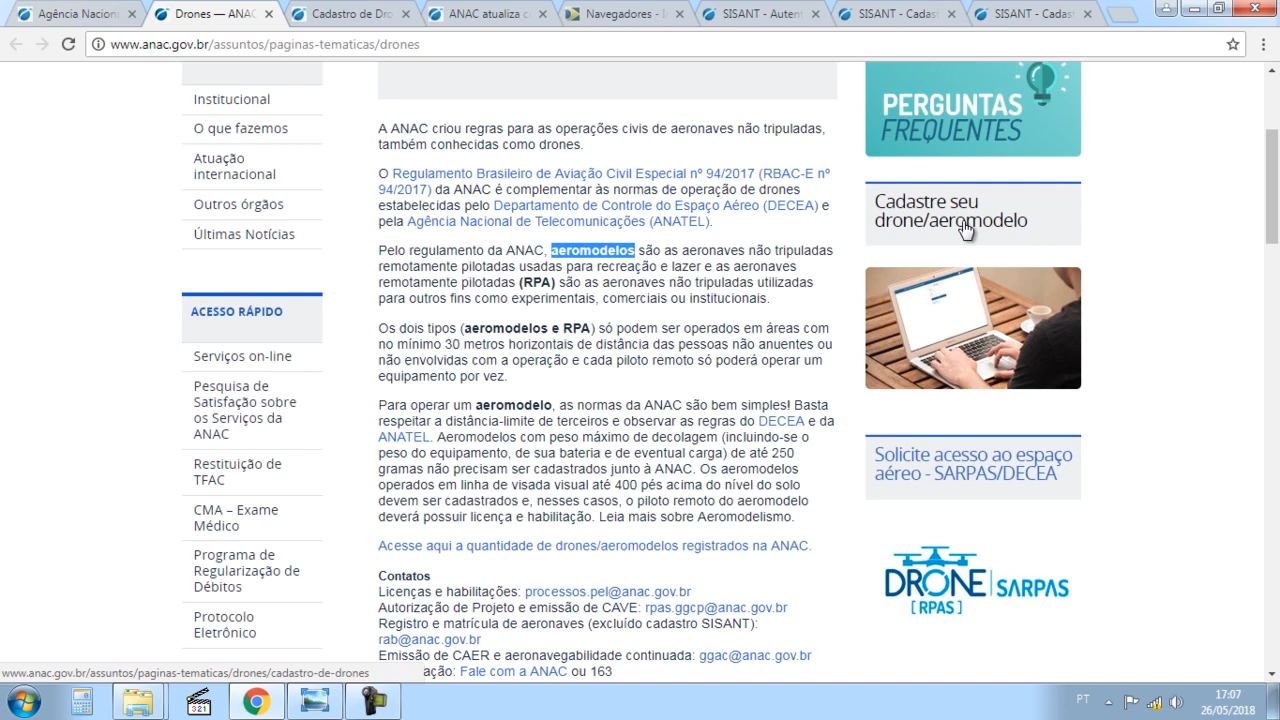 Agência Naciona
Drones — ANAC
Cadastro de Dro
ANAC atualiza c
Navegadores - I
SISANT - Auten
SISANT - Cadas
SISANT - Cadas
www.anac.gov.br/assuntos/paginas-tematicas/drones
Institucional
O que fazemos
Atuação
internacional
Outros órgãos
Últimas Notícias
ACESSO RÁPIDO
Serviços on-line
Pesquisa de
Satisfação sobre
os Serviços da
ANAC
Restituição de
TFAC
CMA – Exame
Médico
Programa de
Regularização de
Débitos
Protocolo
Eletrônico
A ANAC criou regras para as operações civis de aeronaves não tripuladas,
também conhecidas como drones.
O Regulamento Brasileiro de Aviação Civil Especial nº 94/2017 (RBAC-E nº
94/2017) da ANAC é complementar às normas de operação de drones
estabelecidas pelo Departamento de Controle do Espaço Aéreo (DECEA) e
pela Agência Nacional de Telecomunicações (ANATEL).
Pelo regulamento da ANAC, aeromodelos são as aeronaves não tripuladas
remotamente pilotadas usadas para recreação e lazer e as aeronaves
remotamente pilotadas (RPA) são as aeronaves não tripuladas utilizadas
para outros fins como experimentais, comerciais ou institucionais.
Os dois tipos (aeromodelos e RPA) só podem ser operados em áreas com
no mínimo 30 metros horizontais de distância das pessoas não anuentes ou
não envolvidas com a operação e cada piloto remoto só poderá operar um
equipamento por vez.
Para operar um aeromodelo, as normas da ANAC são bem simples! Basta
respeitar a distância-limite de terceiros e observar as regras do DECEA e da
ANATEL. Aeromodelos com peso máximo de decolagem (incluindo-se o
peso do equipamento, de sua bateria e de eventual carga) de até 250
gramas não precisam ser cadastrados junto à ANAC. Os aeromodelos
operados em linha de visada visual até 400 pés acima do nível do solo
devem ser cadastrados e, nesses casos, o piloto remoto do aeromodelo
deverá possuir licença e habilitação. Leia mais sobre Aeromodelismo.
Acesse aqui a quantidade de drones/aeromodelos registrados na ANAC.
Contatos
Licenças e habilitações: processos.pel@anac.gov.br
Autorização de Projeto e emissão de CAVE: rpas.ggcp@anac.gov.br
Registro e matrícula de aeronaves (excluído cadastro SISANT):
rab@anac.gov.br
Emissão de CAER e aeronavegabilidade continuada: ggac@anac.gov.br
ação: Fale com a ANAC ou 163
PERGUNTAS
FREQUENTES
Cadastre seu
drone/aeromodelo
Solicite acesso ao espaço
aéreo - SARPAS/DECEA
DRONE SARPAS
[RPAS]
www.anac.gov.br/assuntos/paginas-tematicas/drones/cadastro-de-drones
321
PT
17:07
26/05/2018